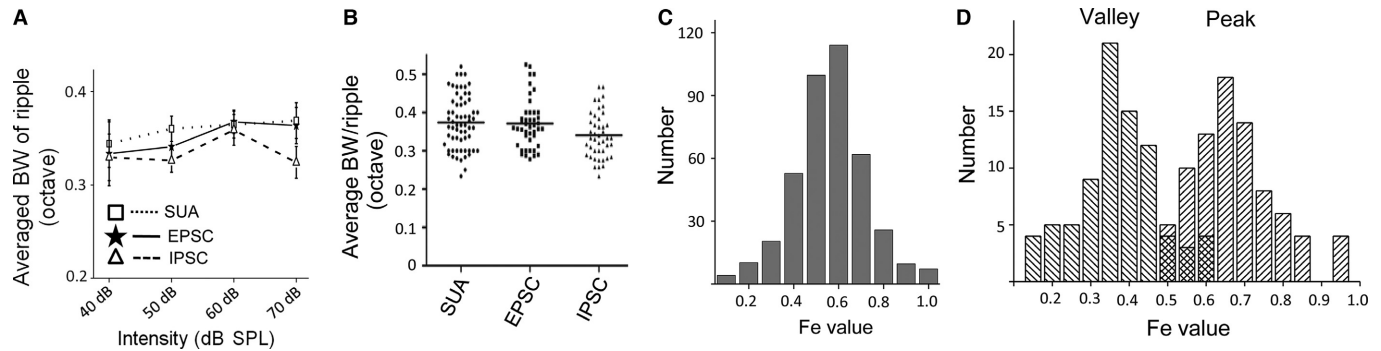 A
Averaged BW of ripple
(octave)
0.4
0.3
0.2
SUA
EPSC
IPSC
40 dB
50 dB
60 dB
70 dB
Intensity (dB SPL)
B
Average BW/ripple
(octave)
0.5
0.4
0.3
0.2
0.1
0
SUA
EPSC
IPSC
C
Number
120
90
60
30
0.2
0.4
0.6
0.8
1.0
Fe value
D
Valley
Peak
Number
20
15
10
5
0.2
0.3
0.4
0.5
0.6
0.7
0.8
0.9
1.0
Fe value